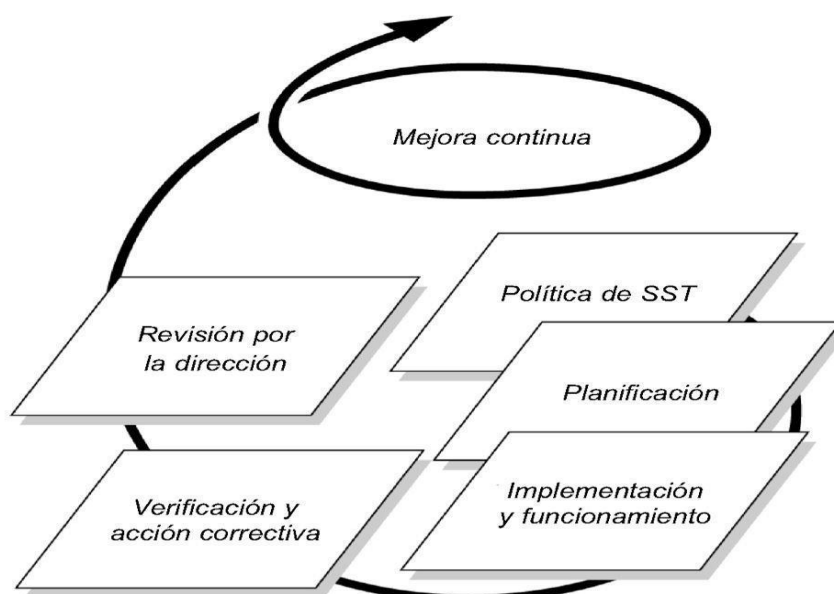 Mejora continua
Política de SST
Revisión por
la dirección
Planificación
Implementación
y funcionamiento
Verificación y
acción correctiva